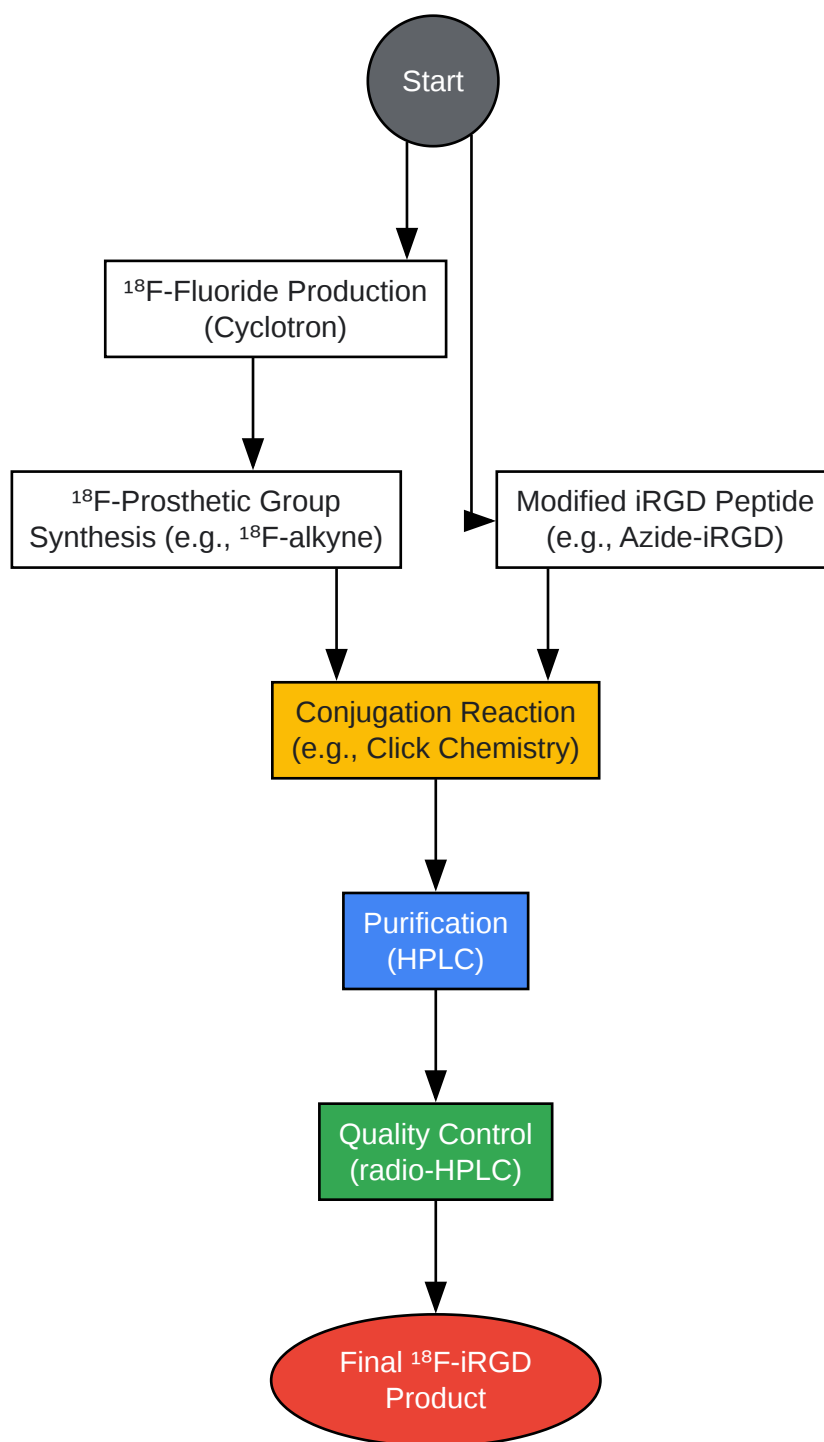 Start
¹⁸F-Fluoride Production
(Cyclotron)
¹⁸F-Prosthetic Group
Synthesis (e.g., ¹⁸F-alkyne)
Modified iRGD Peptide
(e.g., Azide-iRGD)
Conjugation Reaction
(e.g., Click Chemistry)
Purification
(HPLC)
Quality Control
(radio-HPLC)
Final ¹⁸F-iRGD
Product